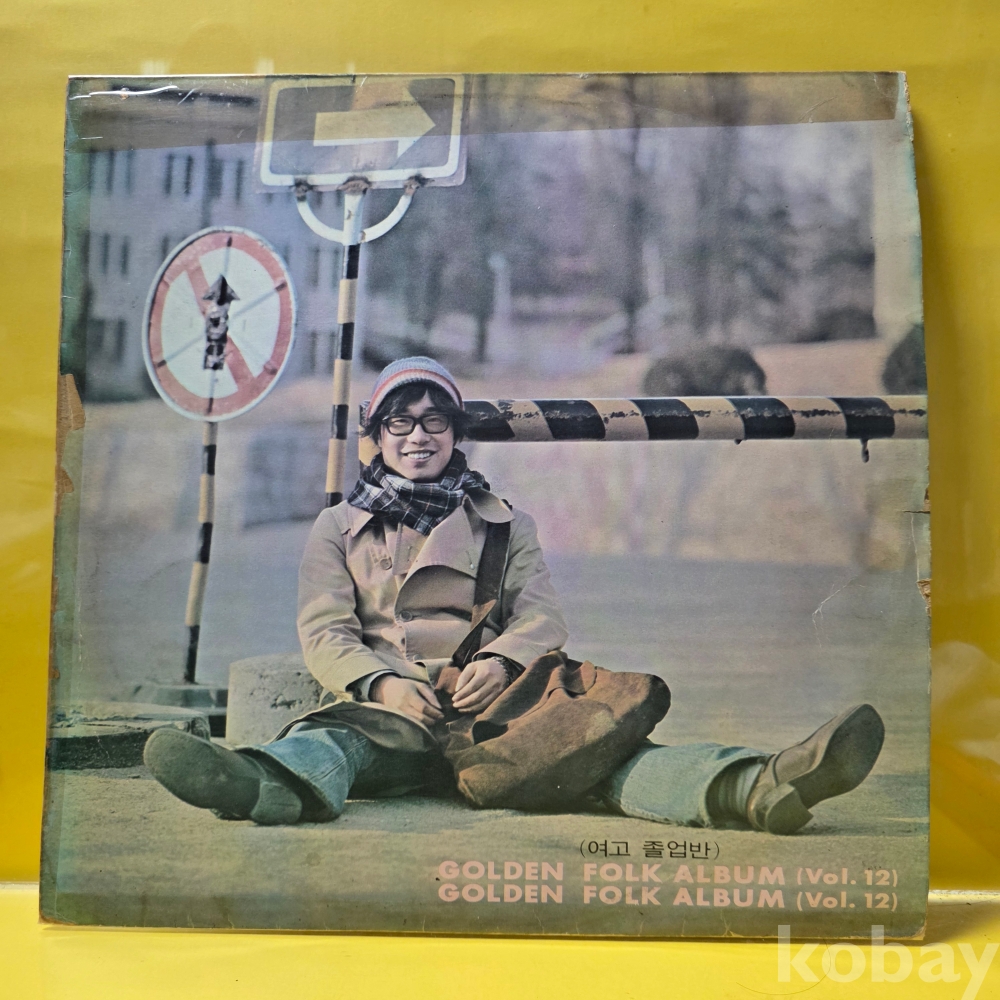 (여고 졸업반)
GOLDEN FOLK ALBUM (Vol. 12)
GOLDEN FOLK ALBUM (Vol. 12)
kobay